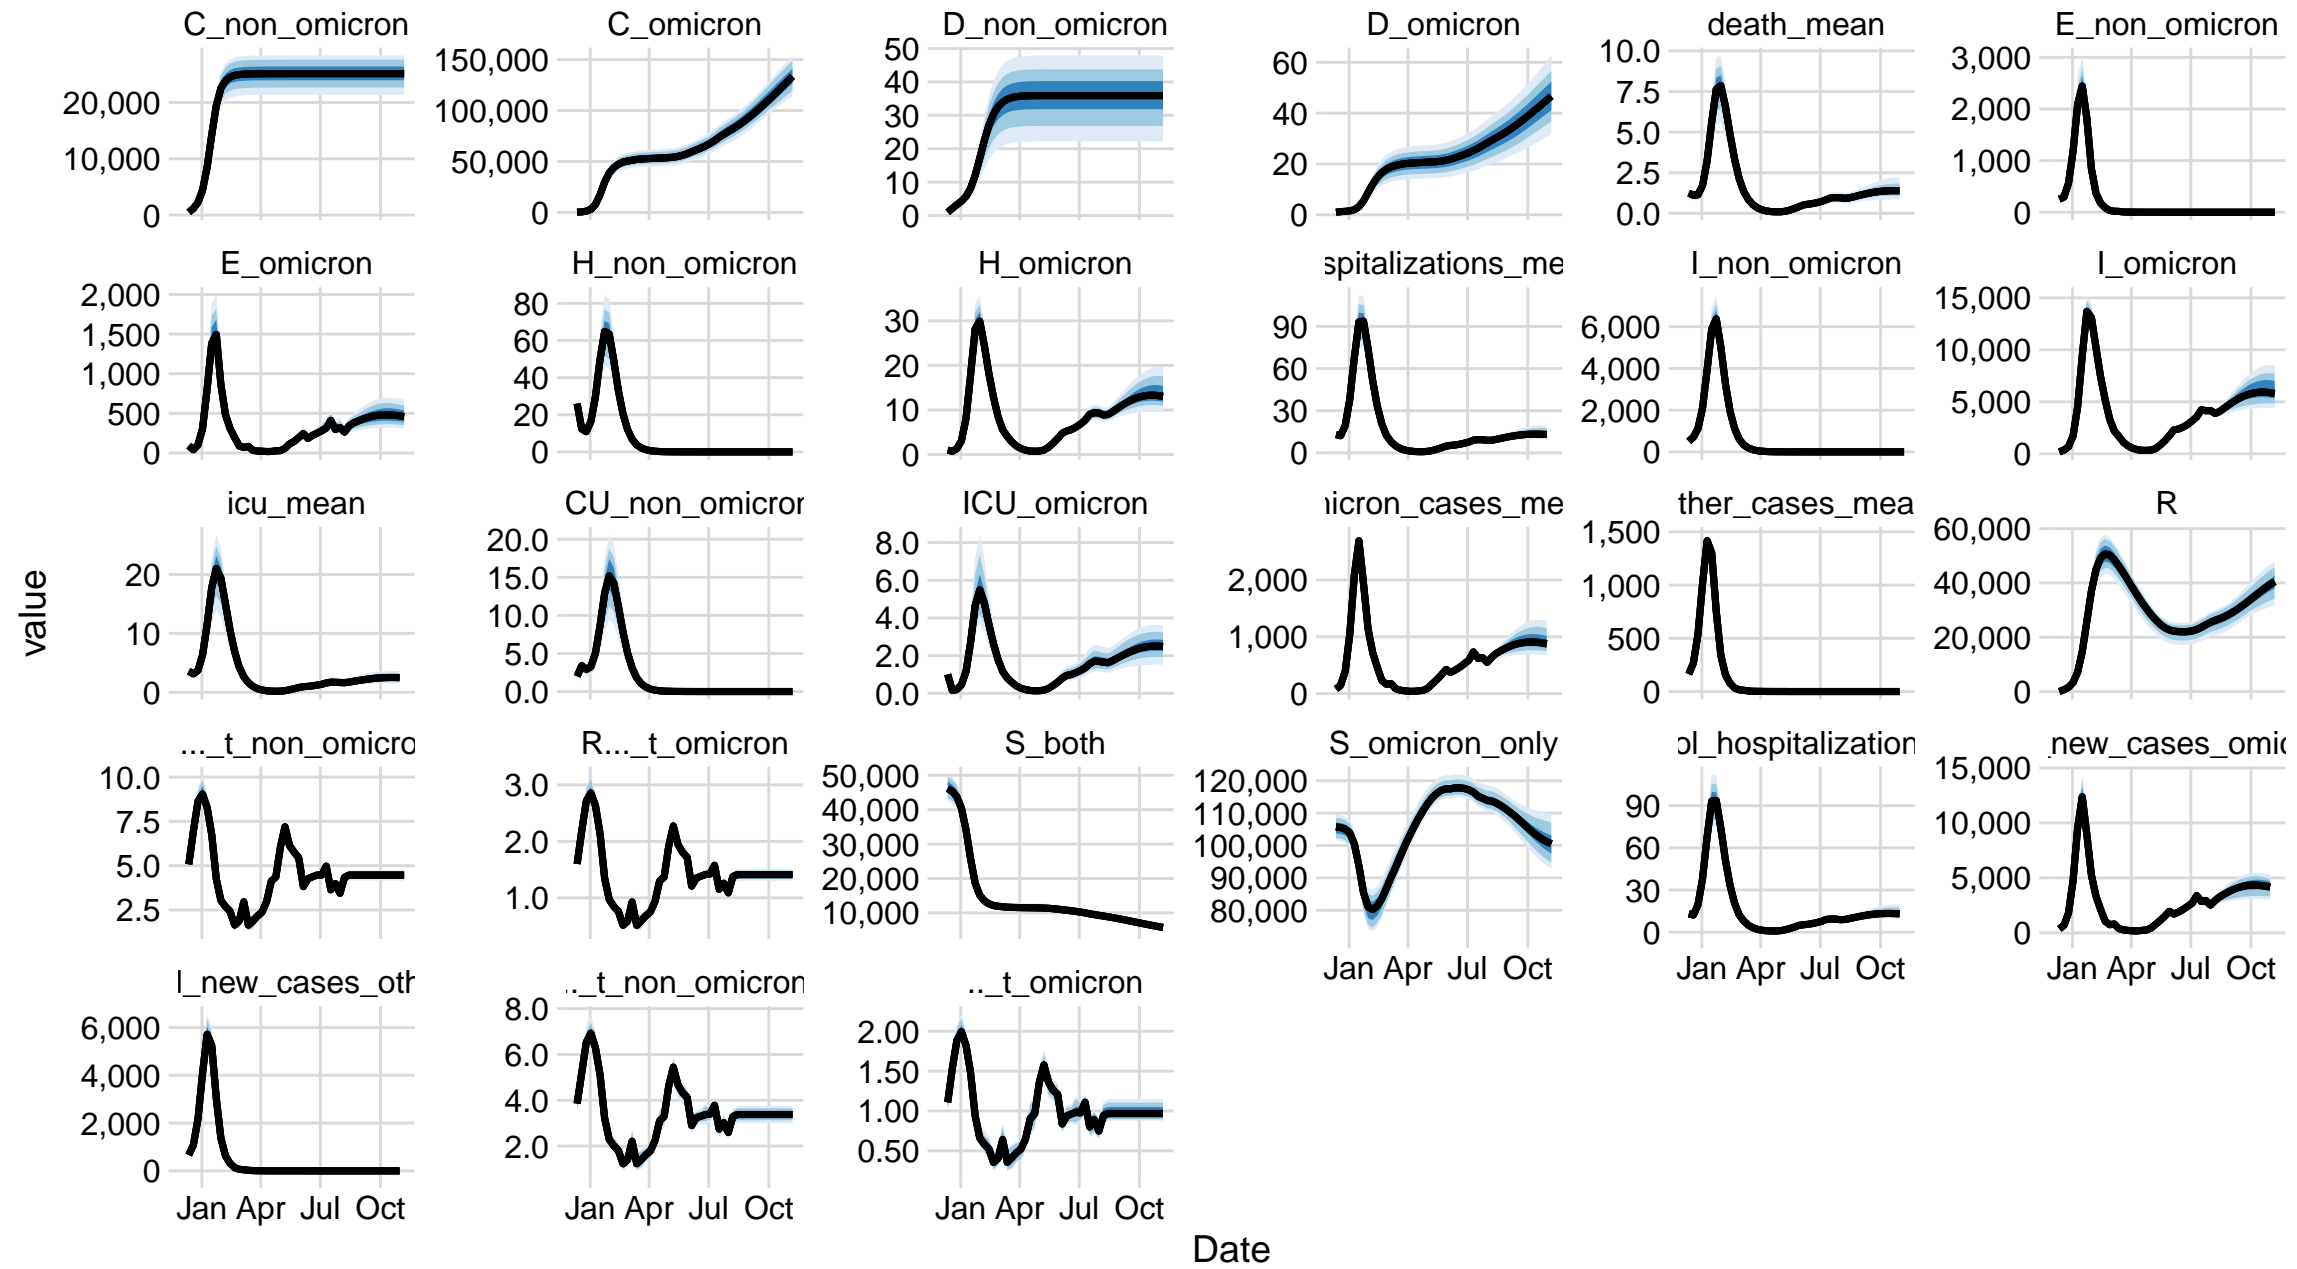 C_non_omicron C_omicron D_non_omicron D_omicron death_mean E_non_omicron
20,000 10,000 0
150,000 100,000 50,000 0
50 40 30 20 10 0
60 40 20 0
10.0 7.5 5.0 2.5 0.0
3,000 2,000 1,000 0
E_omicron H_non_omicron H_omicron spitalizations_me I_non_omicron I_omicron
2,000 1,500 1,000 500 0
80 60 40 20 0
30 20 10 0
90 60 30 0
6,000 4,000 2,000 0
15,000 10,000 5,000 0
value
icu_mean CU_non_omicron ICU_omicron nicron_cases_me ther_cases_mea R
20 10 0
20.0 15.0 10.0 5.0 0.0
8.0 6.0 4.0 2.0 0.0
2,000 1,000 0
1,500 1,000 500 0
60,000 40,000 20,000 0
..._t_non_omicro R..._t_omicron S_both S_omicron_only ol_hospitalization _new_cases_omic
10.0 7.5 5.0 2.5
3.0 2.0 1.0
50,000 40,000 30,000 20,000 10,000
120,000 110,000 100,000 90,000 80,000
90 60 30 0
15,000 10,000 5,000 0
Jan Apr Jul Oct
Jan Apr Jul Oct
Jan Apr Jul Oct
l_new_cases_oth .._t_non_omicron .._t_omicron
6,000 4,000 2,000 0
8.0 6.0 4.0 2.0
2.00 1.50 1.00 0.50
Jan Apr Jul Oct
Jan Apr Jul Oct
Jan Apr Jul Oct
Date